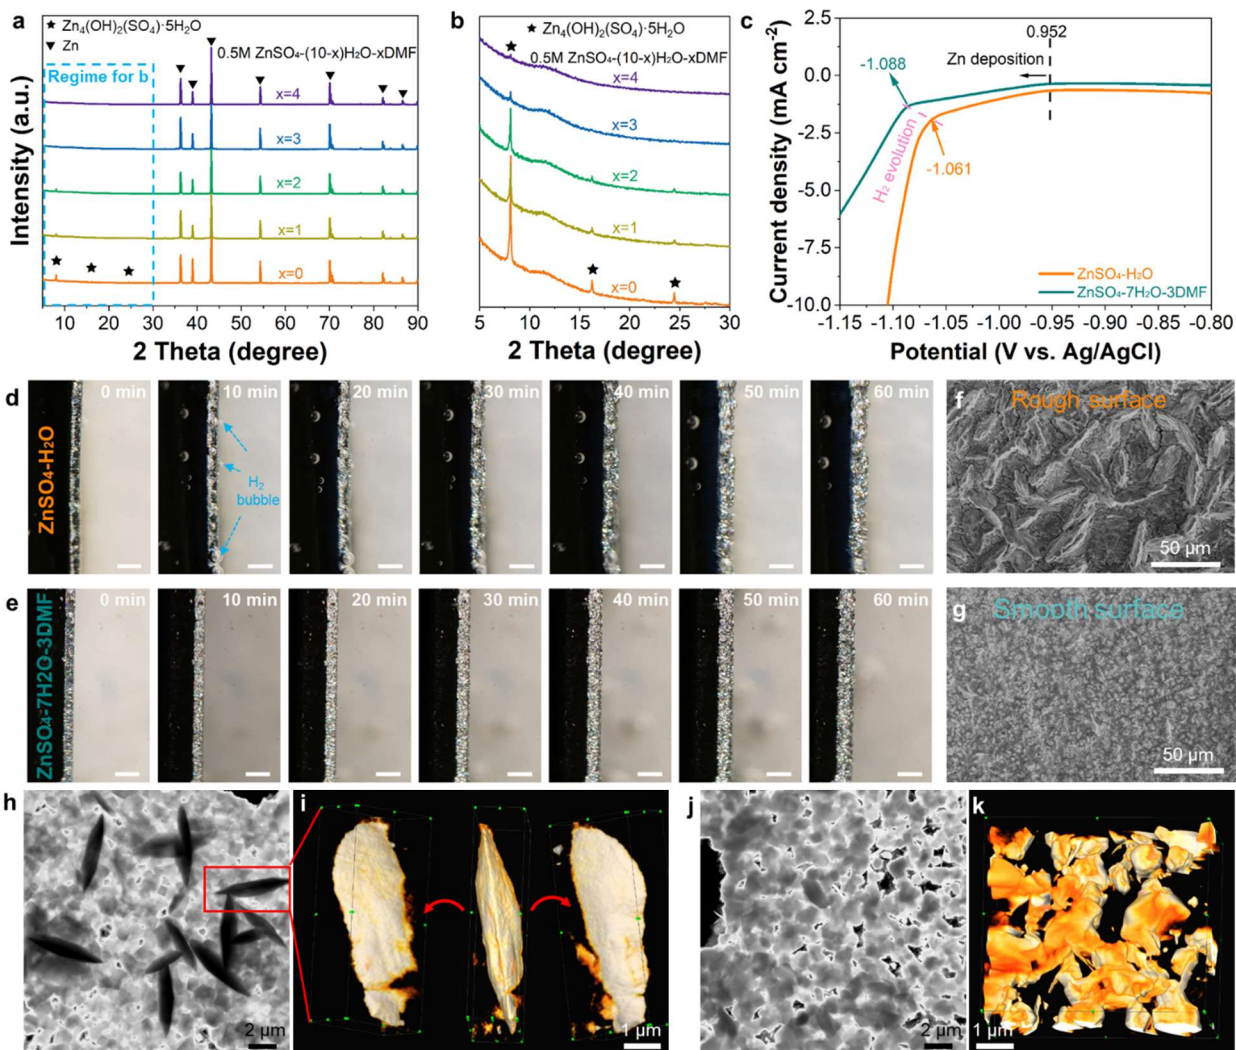 a
★ Zn₄(OH)₂(SO₄)·5H₂O
▼ Zn
0.5M ZnSO₄-(10-x)H₂O-xDMF
Regime for b
x=4
x=3
x=2
x=1
x=0
Intensity (a.u.)
5 10 20 30 40 50 60 70 80 90
2 Theta (degree)
b
★ Zn₄(OH)₂(SO₄)·5H₂O
0.5M ZnSO₄-(10-x)H₂O-xDMF
x=4
x=3
x=2
x=1
x=0
5 10 15 20 25 30
2 Theta (degree)
c
Current density (mA cm⁻²)
2.5
0.0
-2.5
-5.0
-7.5
-10.0
0.952
Zn deposition
-1.088
H₂ evolution
-1.061
ZnSO₄-H₂O
ZnSO₄-7H₂O-3DMF
-1.15 -1.10 -1.05 -1.00 -0.95 -0.90 -0.85 -0.80
Potential (V vs. Ag/AgCl)
d
ZnSO₄-H₂O
0 min
10 min
20 min
30 min
40 min
50 min
60 min
H₂
bubble
f
Rough surface
50 µm
e
ZnSO₄-7H2O-3DMF
0 min
10 min
20 min
30 min
40 min
50 min
60 min
g
Smooth surface
50 µm
h
2 µm
i
1 µm
j
2 µm
k
1 µm